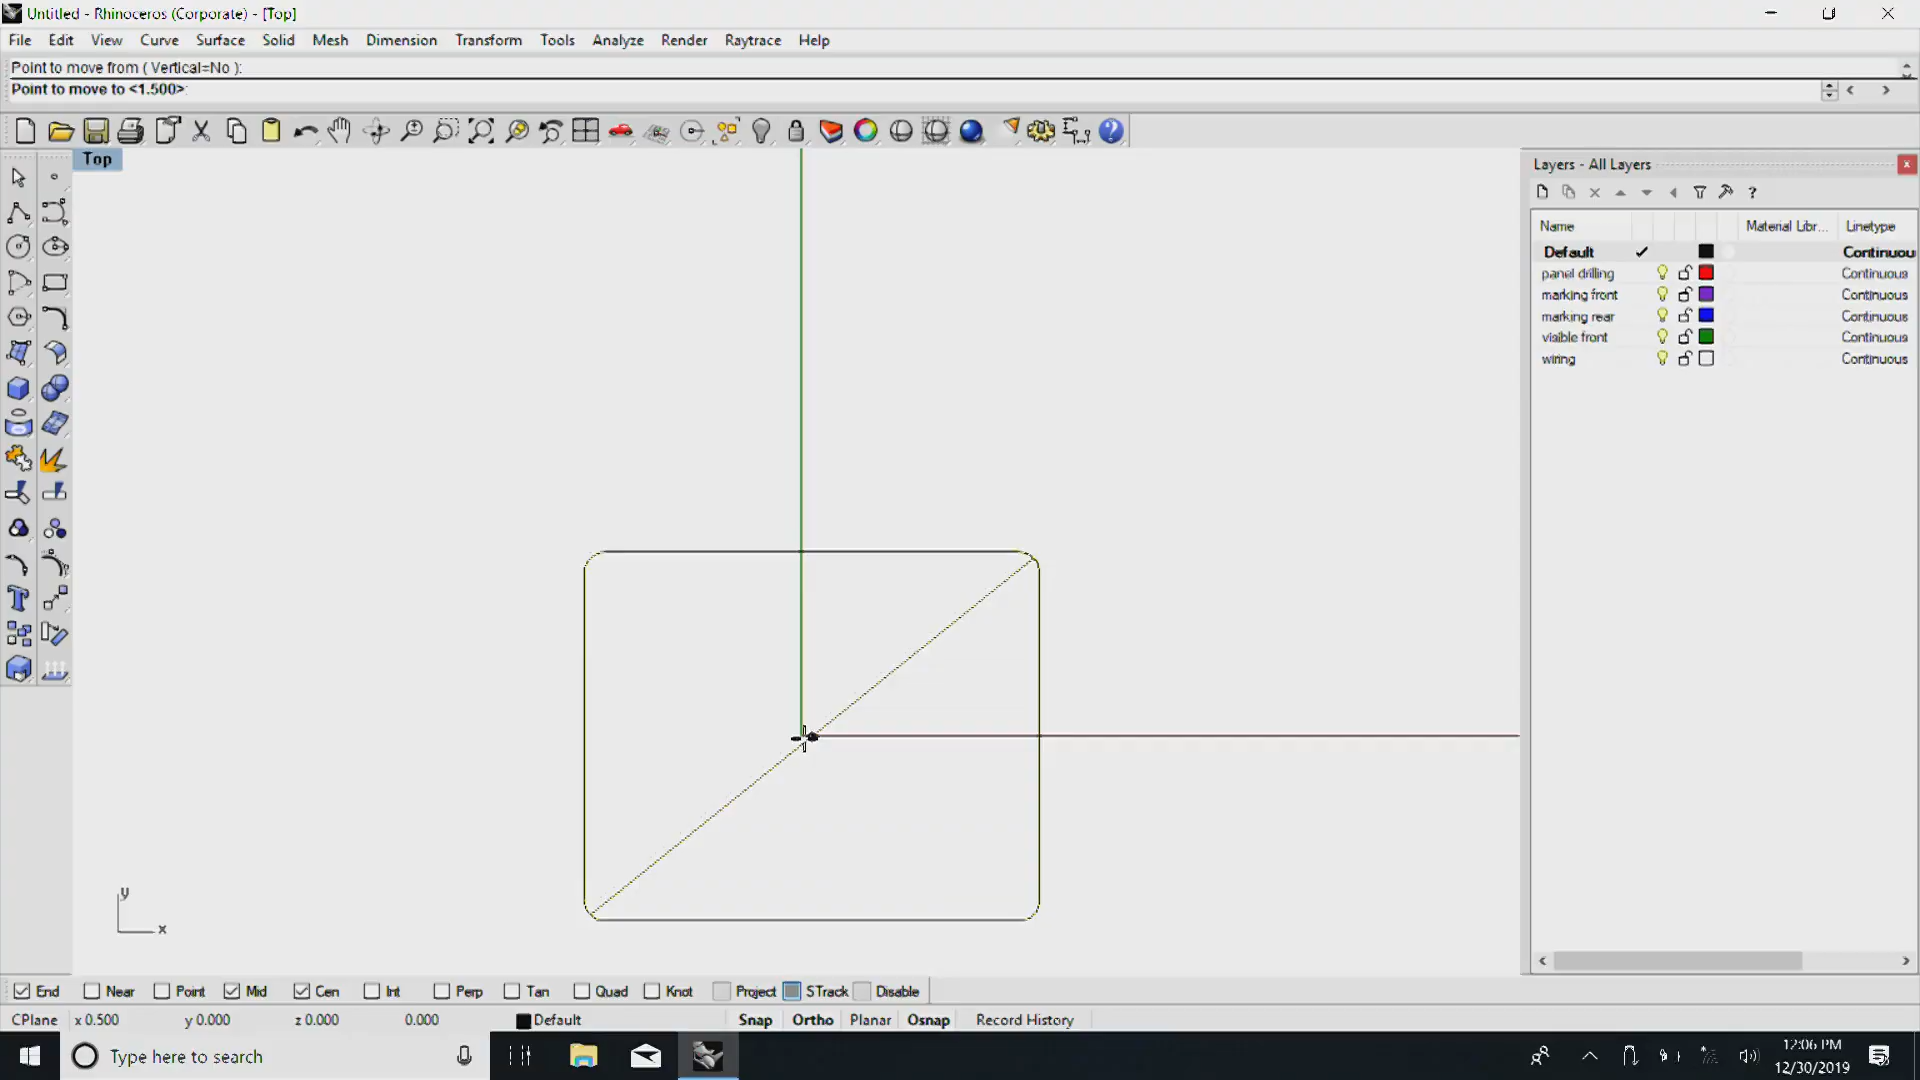 Untitled - Rhinoceros (Corporate) - [Top]
File Edit View Curve Surface Solid Mesh Dimension Transform Tools Analyze Render Raytrace Help
Point to move from ( Vertical=No ):
Point to move to <1.500>:
Top
Layers - All Layers
Name Material Libr... Linetype
Default Continuou
panel drilling Continuous
marking front Continuous
marking rear Continuous
visible front Continuous
wiring Continuous
y
x
End Near Point Mid Cen Int Perp Tan Quad Knot Project STrack Disable
CPlane x 0.500 y 0.000 z 0.000 0.000 Default Snap Ortho Planar Osnap Record History
Type here to search
12:06 PM
12/30/2019